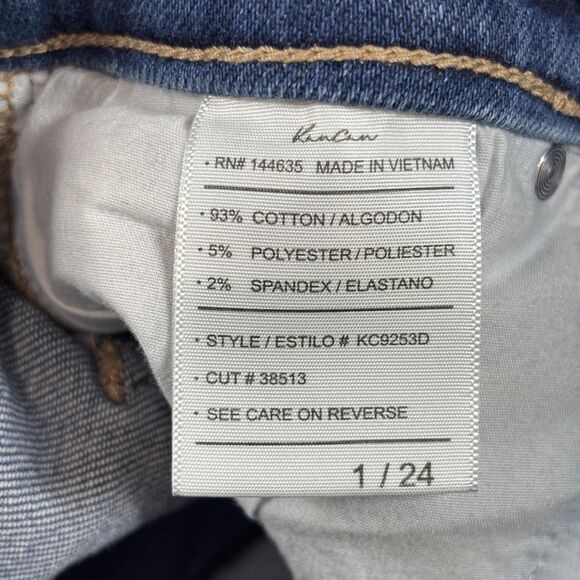 KanCan
• RN# 144635 MADE IN VIETNAM
• 93% COTTON / ALGODON
• 5% POLYESTER / POLIESTER
• 2% SPANDEX / ELASTANO
• STYLE / ESTILO # KC9253D
• CUT # 38513
• SEE CARE ON REVERSE
1 / 24